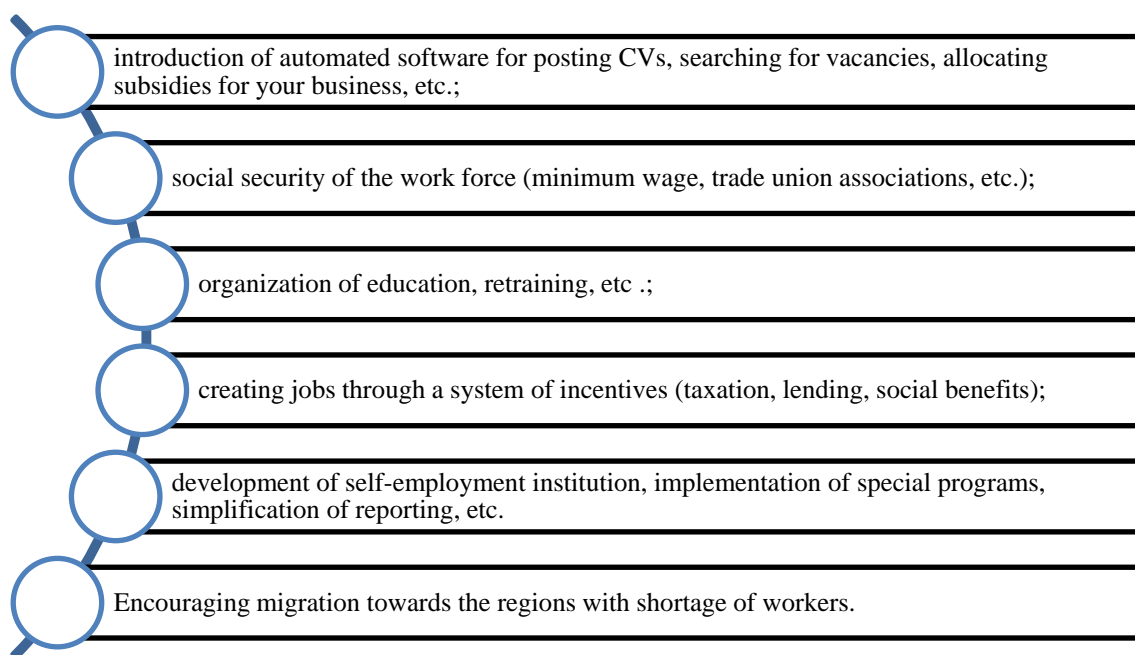 introduction of automated software for posting CVs, searching for vacancies, allocating
subsidies for your business, etc.;
social security of the work force (minimum wage, trade union associations, etc.);
organization of education, retraining, etc .;
creating jobs through a system of incentives (taxation, lending, social benefits);
development of self-employment institution, implementation of special programs,
simplification of reporting, etc.
Encouraging migration towards the regions with shortage of workers.